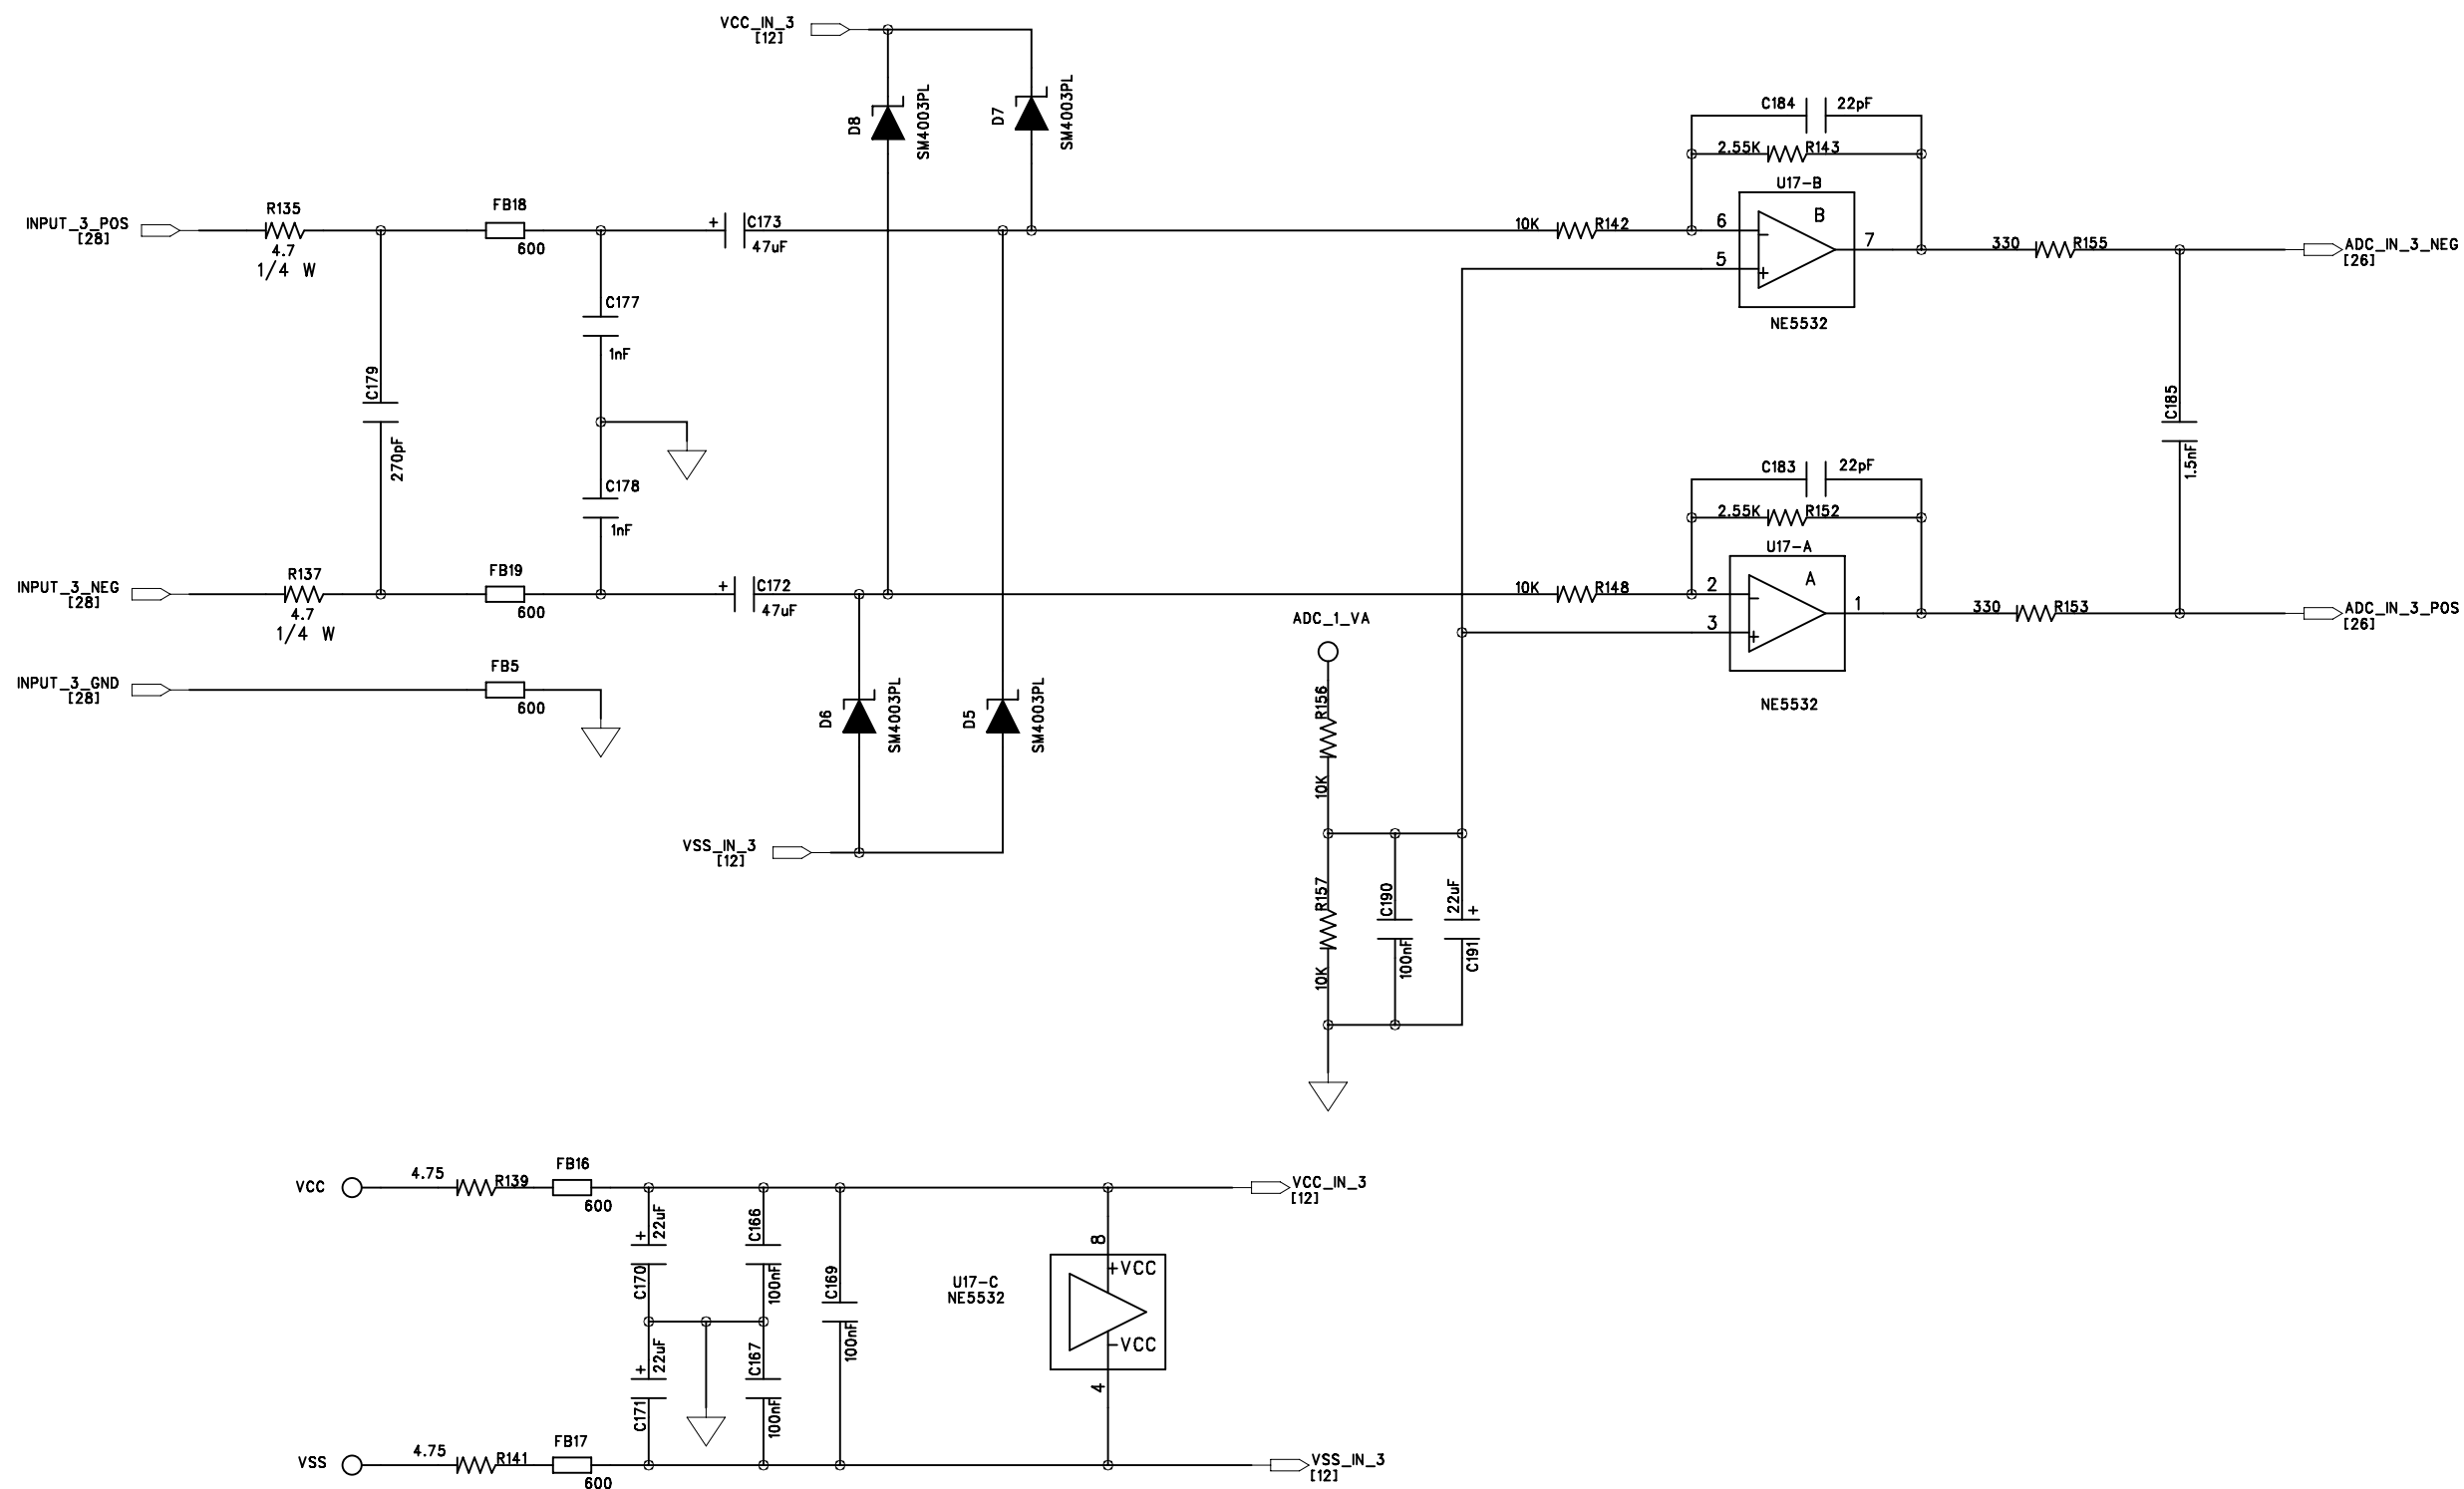 VCC_IN_3
[12]
D8
SM4003PL
D7
SM4003PL
C184
22pF
2.55K
R143
U17-B
B
INPUT_3_POS
[28]
R135
4.7
1/4 W
FB18
600
+
C173
47uF
10K
R142
6
5
7
NE5532
330
R155
ADC_IN_3_NEG
[26]
C177
1nF
C179
270pF
C178
1nF
C185
1.5nF
C183
22pF
2.55K
R152
U17-A
A
INPUT_3_NEG
[28]
R137
4.7
1/4 W
FB19
600
+
C172
47uF
10K
R148
2
3
1
NE5532
330
R153
ADC_IN_3_POS
[26]
ADC_1_VA
INPUT_3_GND
[28]
FB5
600
D6
SM4003PL
D5
SM4003PL
R156
10K
VSS_IN_3
[12]
R157
10K
C190
100nF
22uF
+
C191
VCC
4.75
R139
FB16
600
VCC_IN_3
[12]
+
22uF
C170
C166
100nF
C169
100nF
U17-C
NE5532
8
+VCC
-VCC
4
+
22uF
C171
C167
100nF
VSS
4.75
R141
FB17
600
VSS_IN_3
[12]